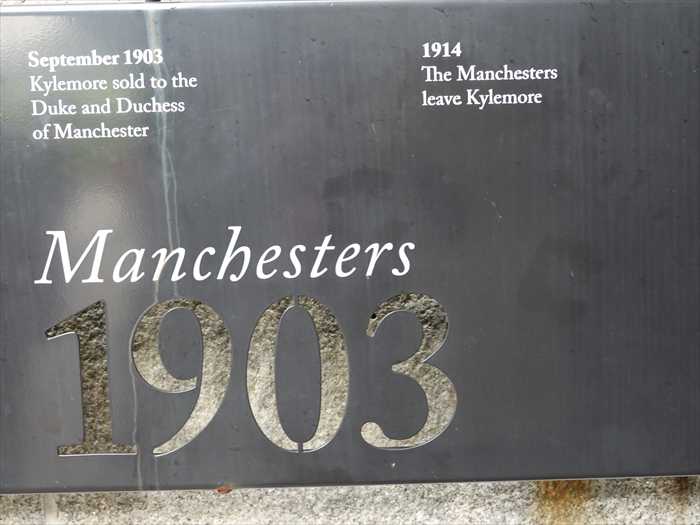 September 1903
Kylemore sold to the
Duke and Duchess
of Manchester
1914
The Manchesters
leave Kylemore
Manchesters
1903